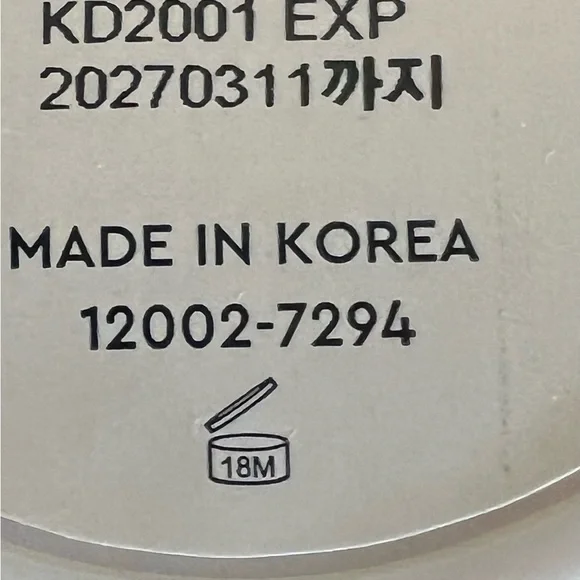 KD2001 EXP
20270311까지
MADE IN KOREA
12002-7294
18M